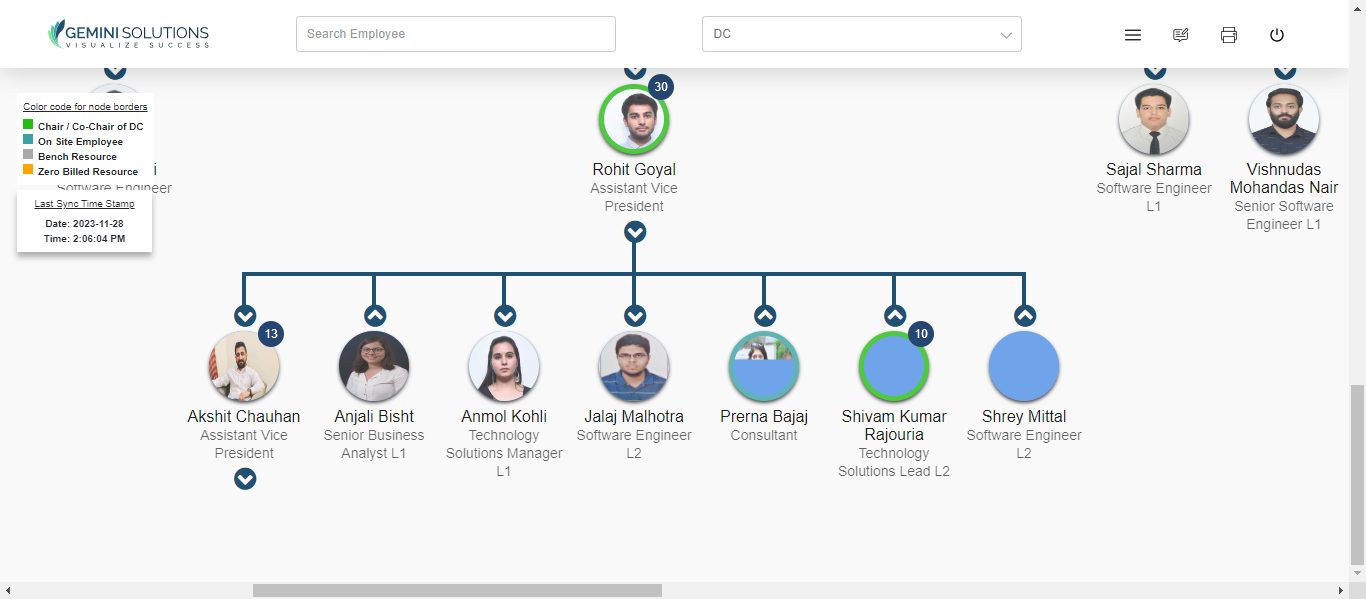 GEMINI SOLUTIONS
VISUALIZE SUCCESS
Search Employee
DC
Color code for node borders
Chair / Co-Chair of DC
On Site Employee
Bench Resource
Zero Billed Resource
i
Software Engineer
Last Sync Time Stamp
Date: 2023-11-28
Time: 2:06:04 PM
30
Rohit Goyal
Assistant Vice
President
Sajal Sharma
Software Engineer
L1
Vishnudas
Mohandas Nair
Senior Software
Engineer L1
13
Akshit Chauhan
Assistant Vice
President
Anjali Bisht
Senior Business
Analyst L1
Anmol Kohli
Technology
Solutions Manager
L1
Jalaj Malhotra
Software Engineer
L2
Prerna Bajaj
Consultant
10
Shivam Kumar
Rajouria
Technology
Solutions Lead L2
Shrey Mittal
Software Engineer
L2